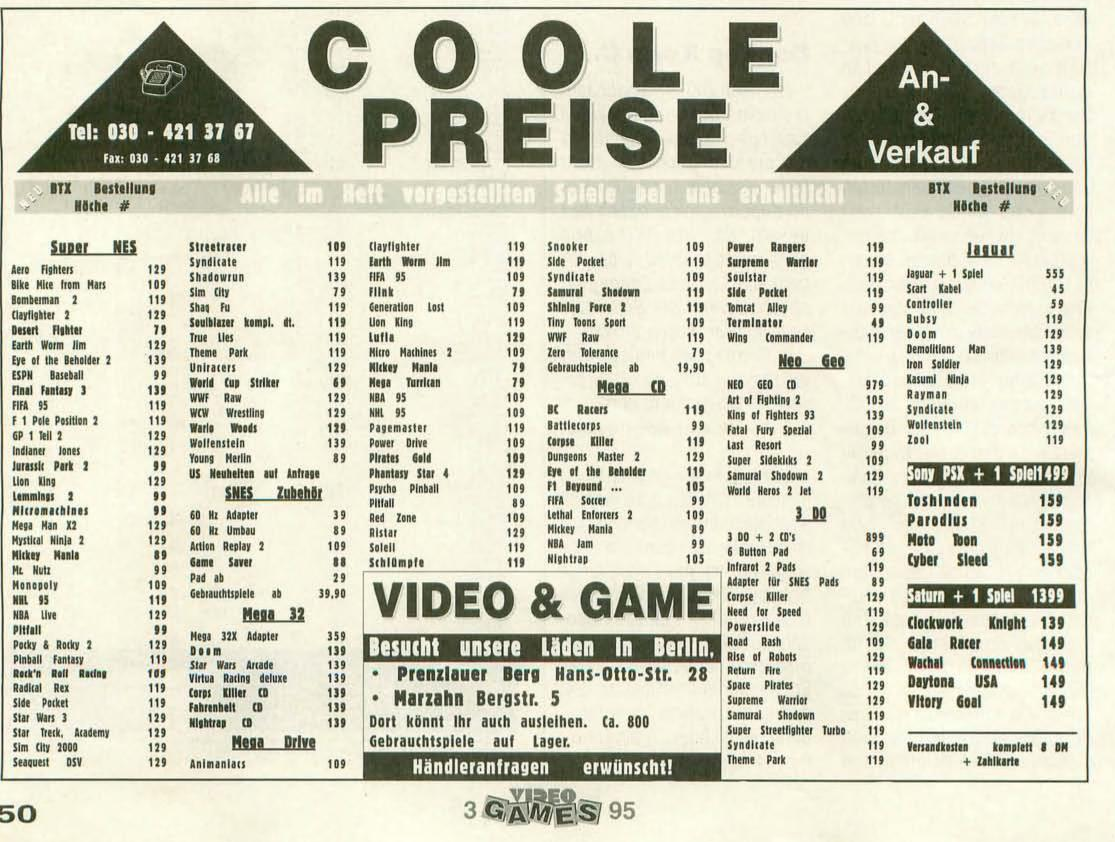 COOLE
PREISE
Tel: 030 - 421 37 67
Fax: 030 - 421 37 68
An-
&
Verkauf
NEU BTX Bestellung
Höche #
Alle im Heft vorgestellten Spiele bei uns erhältlich!
BTX Bestellung NEU
Höche #
Super NES
Aero Fighters 129
Bike Mice from Mars 109
Bomberman 2 119
Clayfighter 2 129
Desert Fighter 79
Earth Worm Jim 129
Eye of the Beholder 2 139
ESPN Baseball 99
Final Fantasy 3 139
FIFA 95 119
F 1 Pole Position 2 119
GP 1 Teil 2 129
Indianer Jones 129
Jurassic Park 2 99
Lion King 129
Lemmings 2 99
Micromachines 99
Mega Man X2 129
Mystical Ninja 2 129
Mickey Mania 89
Mr. Nutz 99
Monopoly 109
NHL 95 119
NBA Live 129
Pitfall 99
Pocky & Rocky 2 129
Pinball Fantasy 119
Rock'n Roll Racing 109
Radical Rex 119
Side Pocket 119
Star Wars 3 129
Star Treck, Academy 129
Sim City 2000 129
Seaquest DSV 129
Streetracer 109
Syndicate 119
Shadowrun 139
Sim City 79
Shaq Fu 119
Soulblazer kompl. dt. 119
True Lies 119
Theme Park 119
Uniracers 129
World Cup Striker 69
WWF Raw 129
WCW Wrestling 129
Wario Woods 129
Wolfenstein 139
Young Merlin 89
US Neuheiten auf Anfrage
SNES Zubehör
60 Hz Adapter 39
60 Hz Umbau 89
Action Replay 2 109
Game Saver 88
Pad ab 29
Gebrauchtspiele ab 39,90
Mega 32
Mega 32X Adapter 359
Doom 139
Star Wars Arcade 139
Virtua Racing deluxe 139
Corps Killer CD 139
Fahrenheit CD 139
Nightrap CD 139
Mega Drive
Animaniacs 109
Clayfighter 119
Earth Worm Jim 119
FIFA 95 109
Flink 79
Generation Lost 109
Lion King 119
Lufia 129
Micro Machines 2 109
Mickey Mania 79
Mega Turrican 79
NBA 95 109
NHL 95 109
Pagemaster 119
Power Drive 109
Pirates Gold 109
Phantasy Star 4 129
Psycho Pinball 109
Pitfall 89
Red Zone 109
Ristar 129
Soleil 119
Schlümpfe 119
Snooker 109
Side Pocket 119
Syndicate 109
Samurai Shodown 119
Shining Force 2 119
Tiny Toons Sport 109
WWF Raw 119
Zero Tolerance 79
Gebrauchtspiele ab 19,90
Mega CD
BC Racers 119
Battlecorps 99
Corpse Killer 119
Dungeons Master 2 129
Eye of the Beholder 119
F1 Beyound ... 105
FIFA Soccer 99
Lethal Enforcers 2 109
Mickey Mania 89
NBA Jam 99
Nightrap 105
Power Rangers 119
Surpreme Warrior 119
Soulstar 119
Side Pocket 119
Tomcat Alley 99
Terminator 49
Wing Commander 119
Neo Geo
NEO GEO CD 979
Art of Fighting 2 105
King of Fighters 93 139
Fatal Fury Spezial 109
Last Resort 99
Super Sidekicks 2 109
Samurai Shodown 2 129
World Heros 2 Jet 119
3 DO
3 DO + 2 CD's 899
6 Button Pad 69
Infrarot 2 Pads 119
Adapter für SNES Pads 89
Corpse Killer 129
Need for Speed 119
Powerslide 129
Road Rash 109
Rise of Robots 129
Return Fire 119
Space Pirates 129
Supreme Warrior 129
Samurai Shodown 119
Super Streetfighter Turbo 119
Syndicate 119
Theme Park 119
Jaguar
Jaguar + 1 Spiel 555
Scart Kabel 45
Controller 59
Bubsy 119
Doom 129
Demolitions Man 139
Iron Soldier 129
Kasumi Ninja 129
Rayman 129
Syndicate 129
Wolfenstein 129
Zool 119
Sony PSX + 1 Spiel 1499
Toshinden 159
Parodius 159
Moto Toon 159
Cyber Sleed 159
Saturn + 1 Spiel 1399
Clockwork Knight 139
Gala Racer 149
Wachal Connection 149
Daytona USA 149
Vitory Goal 149
Versandkosten komplett 8 DM
+ Zahlkarte
VIDEO & GAME
Besucht unsere Läden in Berlin,
• Prenzlauer Berg Hans-Otto-Str. 28
• Marzahn Bergstr. 5
Dort könnt Ihr auch ausleihen. Ca. 800
Gebrauchtspiele auf Lager.
Händleranfragen erwünscht!
50
3 VIDEO GAMES 95